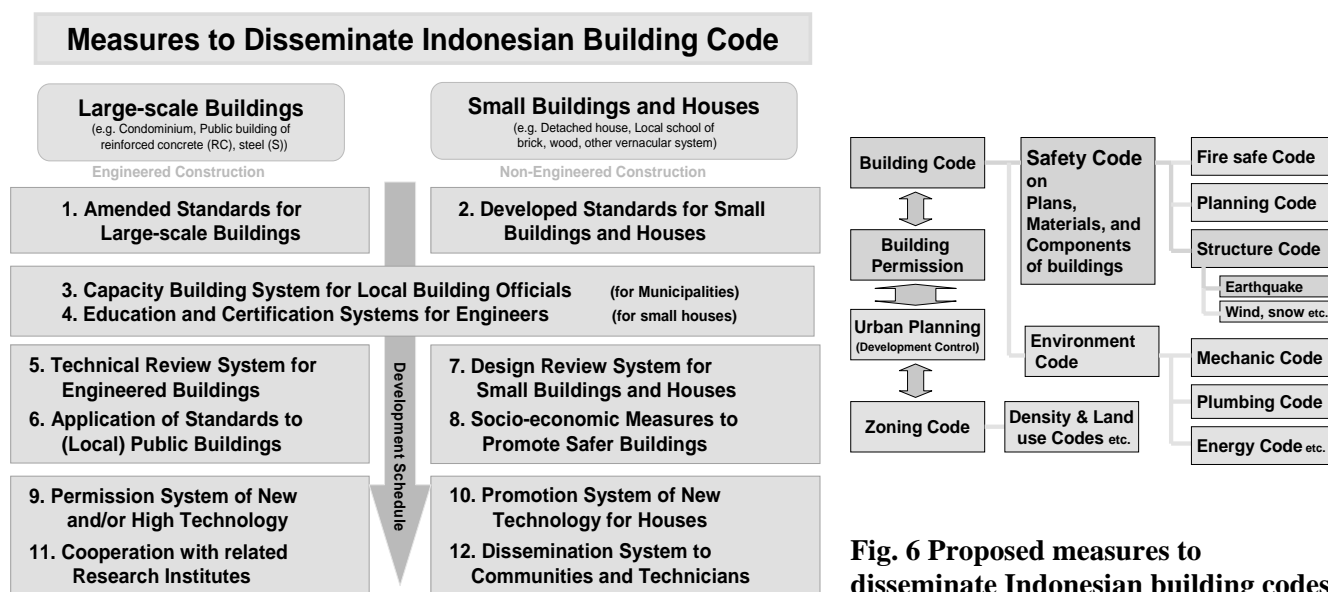 Measures to Disseminate Indonesian Building Code
Large-scale Buildings
(e.g. Condominium, Public building of
reinforced concrete (RC), steel (S))
Engineered Construction
Small Buildings and Houses
(e.g. Detached house, Local school of
brick, wood, other vernacular system)
Non-Engineered Construction
1. Amended Standards for
Large-scale Buildings
2. Developed Standards for Small
Buildings and Houses
3. Capacity Building System for Local Building Officials (for Municipalities)
4. Education and Certification Systems for Engineers (for small houses)
5. Technical Review System for
Engineered Buildings
6. Application of Standards to
(Local) Public Buildings
Development Schedule
7. Design Review System for
Small Buildings and Houses
8. Socio-economic Measures to
Promote Safer Buildings
9. Permission System of New
and/or High Technology
11. Cooperation with related
Research Institutes
10. Promotion System of New
Technology for Houses
12. Dissemination System to
Communities and Technicians
Building Code
Building
Permission
Urban Planning
(Development Control)
Zoning Code
Safety Code
on
Plans,
Materials, and
Components
of buildings
Environment
Code
Density & Land
use Codes etc.
Fire safe Code
Planning Code
Structure Code
Earthquake
Wind, snow etc.
Mechanic Code
Plumbing Code
Energy Code etc.
Fig. 6 Proposed measures to
disseminate Indonesian building codes